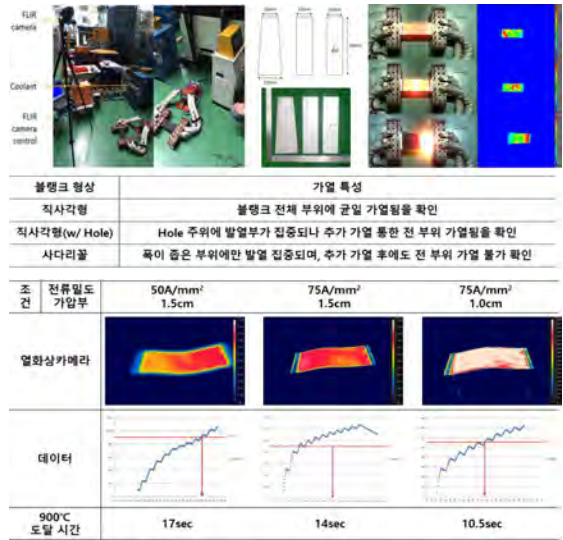 FLIR
camera
Coolant
FLIR
camera
control
블랭크 형상 가열 특성
직사각형 블랭크 전체 부위에 균일 가열됨을 확인
직사각형(w/ Hole) Hole 주위에 발열부가 집중되나 추가 가열 통한 전 부위 가열됨을 확인
사다리꼴 폭이 좁은 부위에만 발열 집중되며, 추가 가열 후에도 전 부위 가열 불가 확인
조건 전류밀도 가압부 50A/mm² 1.5cm 75A/mm² 1.5cm 75A/mm² 1.0cm
열화상카메라
데이터
900℃
도달 시간 17sec 14sec 10.5sec